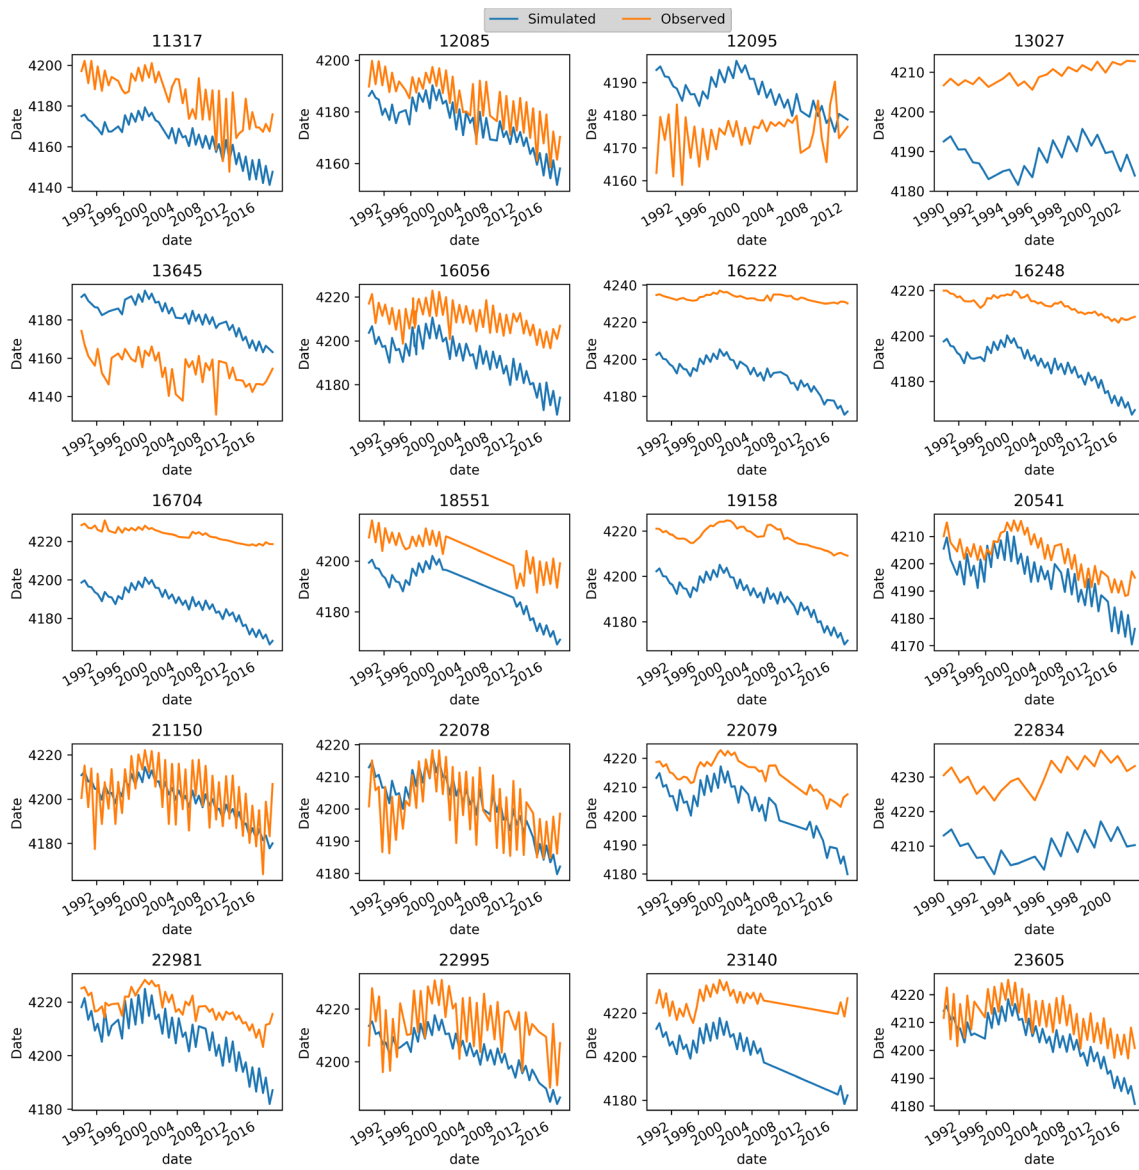 Simulated Observed
11317 12085 12095 13027
Date 4200 4180 4160 4140
1992 1996 2000 2004 2008 2012 2016
date
Date 4200 4180 4160
1992 1996 2000 2004 2008 2012 2016
date
Date 4190 4180 4170 4160
1992 1996 2000 2004 2008 2012
date
Date 4210 4200 4190 4180
1990 1992 1994 1996 1998 2000 2002
date
13645 16056 16222 16248
Date 4180 4160 4140
1992 1996 2000 2004 2008 2012 2016
date
Date 4220 4200 4180
1992 1996 2000 2004 2008 2012 2016
date
Date 4240 4220 4200 4180
1992 1996 2000 2004 2008 2012 2016
date
Date 4220 4200 4180
1992 1996 2000 2004 2008 2012 2016
date
16704 18551 19158 20541
Date 4220 4200 4180
1992 1996 2000 2004 2008 2012 2016
date
Date 4200 4180
1992 1996 2000 2004 2008 2012 2016
date
Date 4220 4200 4180
1992 1996 2000 2004 2008 2012 2016
date
Date 4210 4200 4190 4180 4170
1992 1996 2000 2004 2008 2012 2016
date
21150 22078 22079 22834
Date 4220 4200 4180
1992 1996 2000 2004 2008 2012 2016
date
Date 4220 4210 4200 4190 4180
1992 1996 2000 2004 2008 2012 2016
date
Date 4220 4210 4200 4190 4180
1992 1996 2000 2004 2008 2012 2016
date
Date 4230 4220 4210
1990 1992 1994 1996 1998 2000
date
22981 22995 23140 23605
Date 4220 4200 4180
1992 1996 2000 2004 2008 2012 2016
date
Date 4220 4200
1992 1996 2000 2004 2008 2012 2016
date
Date 4220 4200 4180
1992 1996 2000 2004 2008 2012 2016
date
Date 4220 4210 4200 4190 4180
1992 1996 2000 2004 2008 2012 2016
date